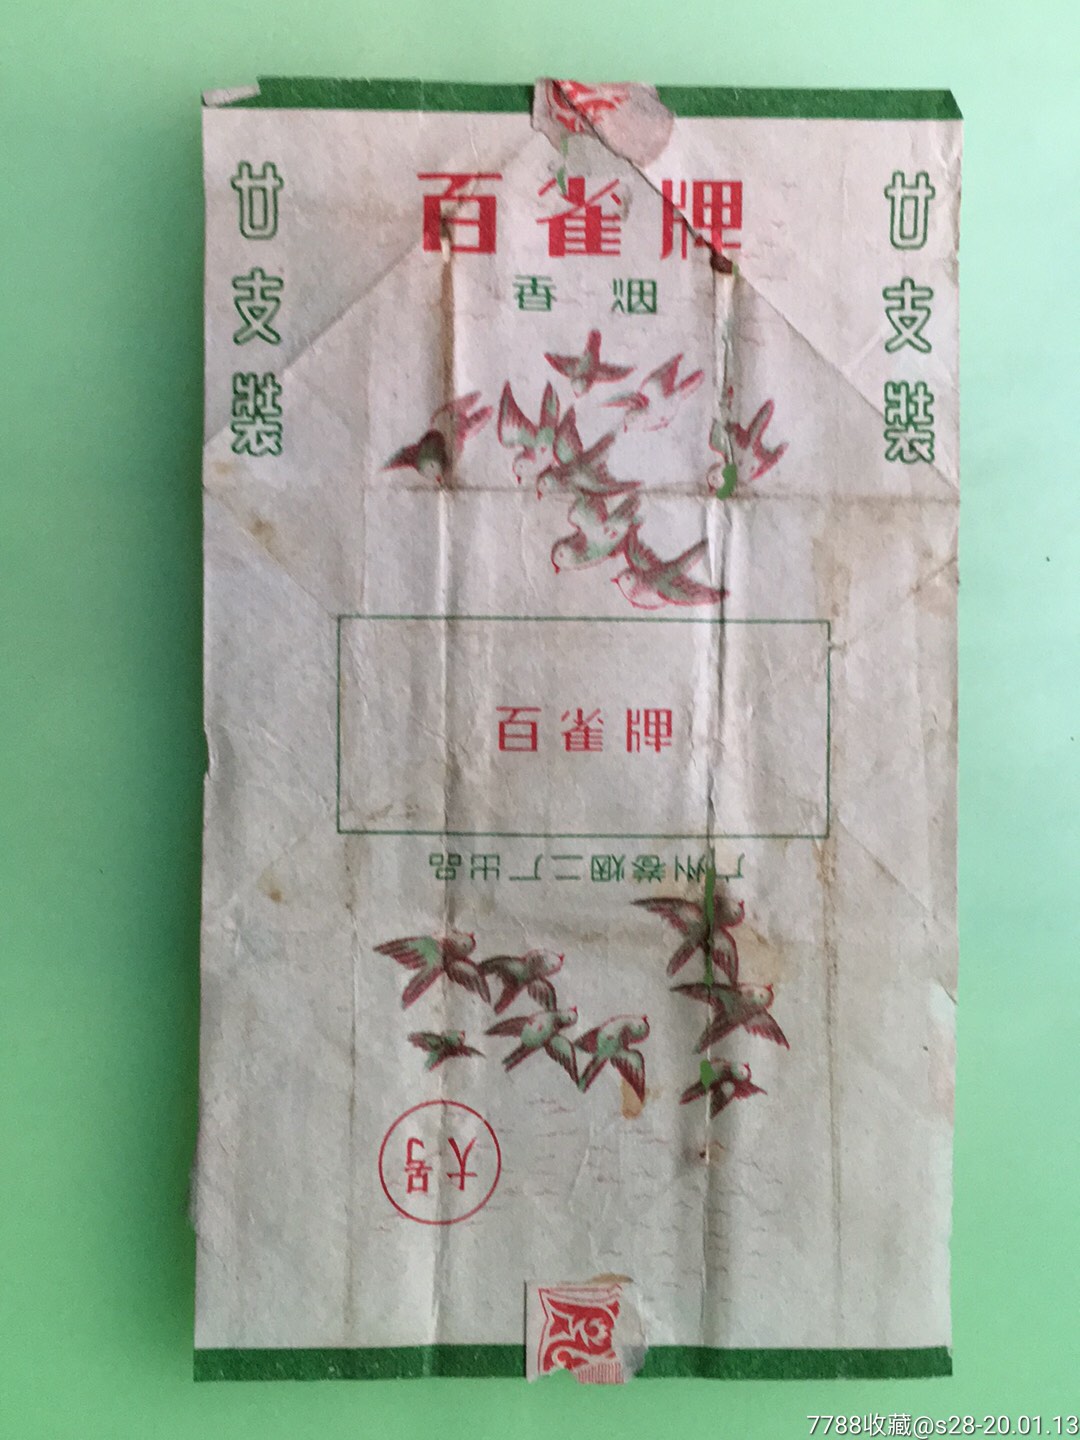 百雀牌
香烟
廿支裝
廿支裝
百雀牌
广州卷烟二厂出品
大号
7788收藏@s28-20.01.13